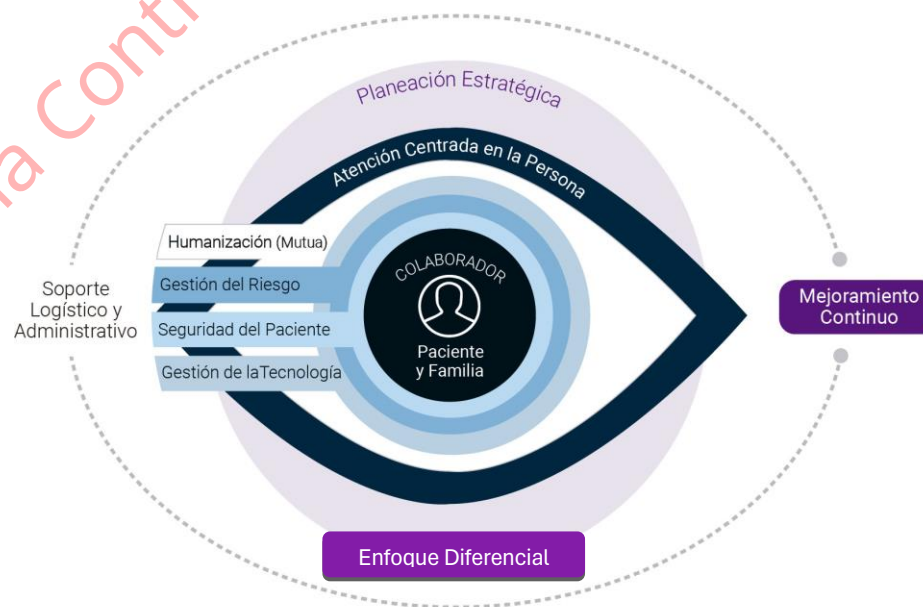 Planeación Estratégica
Atención Centrada en la Persona
Humanización (Mutua)
Gestión del Riesgo
Seguridad del Paciente
Gestión de laTecnología
Soporte
Logístico y
Administrativo
COLABORADOR
Paciente
y Familia
Mejoramiento
Continuo
Enfoque Diferencial